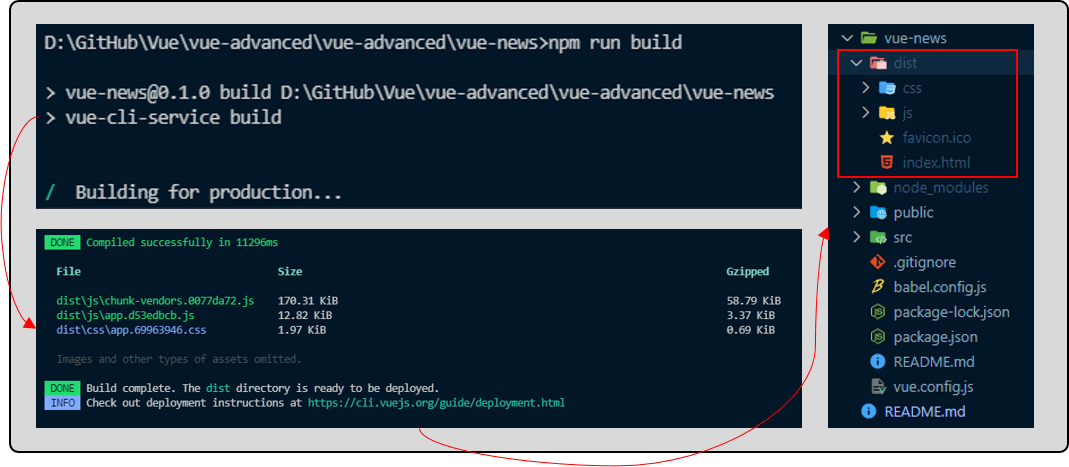 D:\GitHub\Vue\vue-advanced\vue-advanced\vue-news>npm run build
> vue-news@0.1.0 build D:\GitHub\Vue\vue-advanced\vue-advanced\vue-news
> vue-cli-service build
/ Building for production...
DONE Compiled successfully in 11296ms
File Size Gzipped
dist\js\chunk-vendors.0077da72.js 170.31 KiB 58.79 KiB
dist\js\app.d53edbcb.js 12.82 KiB 3.37 KiB
dist\css\app.69963946.css 1.97 KiB 0.69 KiB
Images and other types of assets omitted.
DONE Build complete. The dist directory is ready to be deployed.
INFO Check out deployment instructions at https://cli.vuejs.org/guide/deployment.html
vue-news
dist
css
js
favicon.ico
index.html
node_modules
public
src
.gitignore
babel.config.js
package-lock.json
package.json
README.md
vue.config.js
README.md